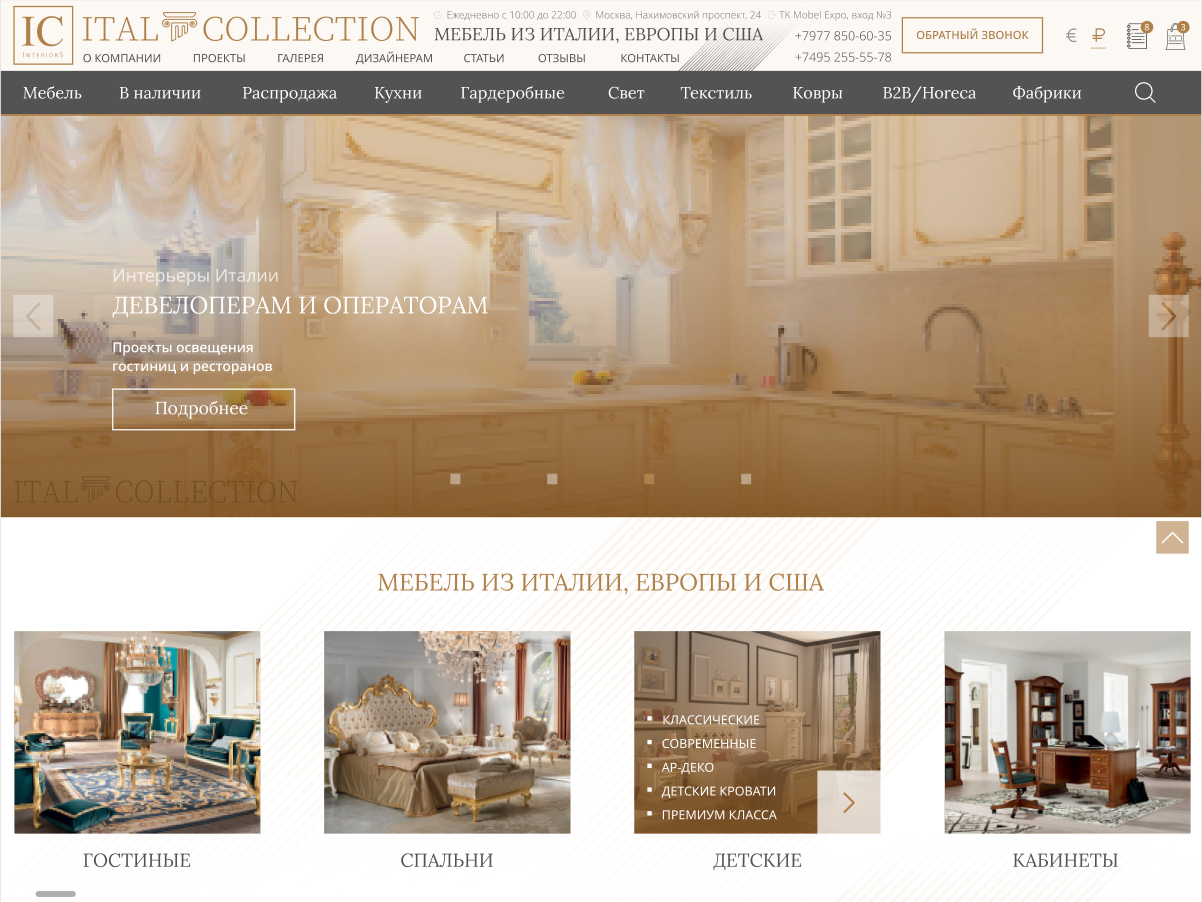 IC
INTERIORS
ITAL COLLECTION
Ежедневно с 10:00 до 22:00 Москва, Нахимовский проспект, 24 TK Mobel Expo, вход №3
МЕБЕЛЬ ИЗ ИТАЛИИ, ЕВРОПЫ И США
+7977 850-60-35
+7495 255-55-78
ОБРАТНЫЙ ЗВОНОК
€ ₽ 8 3
О КОМПАНИИ ПРОЕКТЫ ГАЛЕРЕЯ ДИЗАЙНЕРАМ СТАТЬИ ОТЗЫВЫ КОНТАКТЫ
Мебель В наличии Распродажа Кухни Гардеробные Свет Текстиль Ковры B2B/Horeca Фабрики
Интерьеры Италии
ДЕВЕЛОПЕРАМ И ОПЕРАТОРАМ
Проекты освещения
гостиниц и ресторанов
Подробнее
ITAL COLLECTION
МЕБЕЛЬ ИЗ ИТАЛИИ, ЕВРОПЫ И США
КЛАССИЧЕСКИЕ
СОВРЕМЕННЫЕ
АР-ДЕКО
ДЕТСКИЕ КРОВАТИ
ПРЕМИУМ КЛАССА
ГОСТИНЫЕ СПАЛЬНИ ДЕТСКИЕ КАБИНЕТЫ